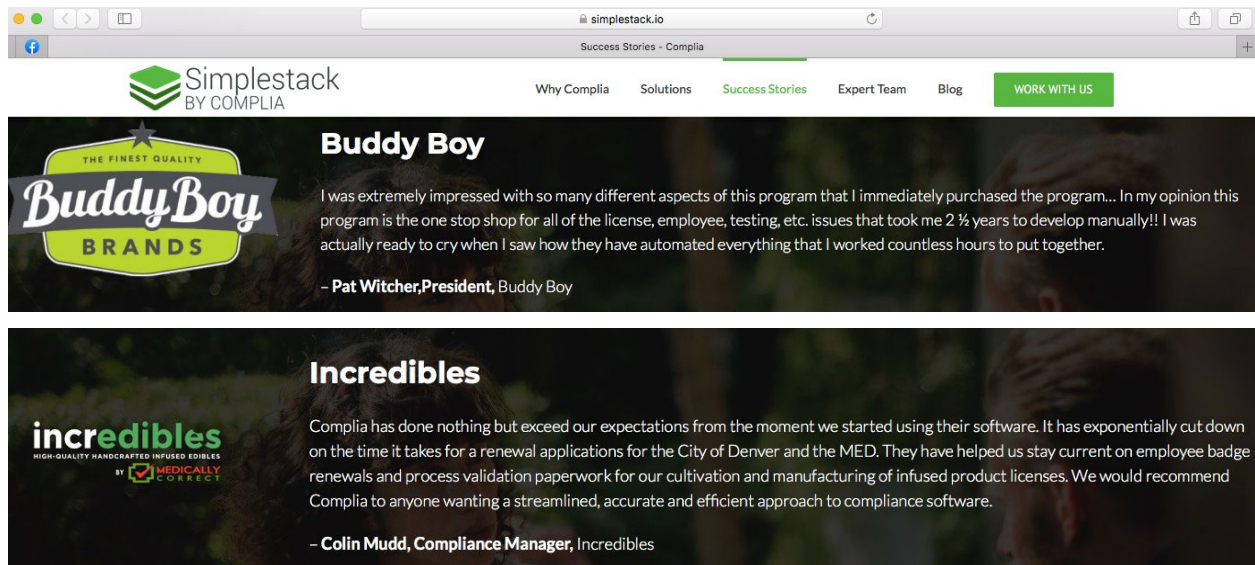 simplestack.io
Success Stories - Complia
Simplestack
BY COMPLIA
Why Complia Solutions Success Stories Expert Team Blog WORK WITH US
THE FINEST QUALITY
BuddyBoy
BRANDS
Buddy Boy
I was extremely impressed with so many different aspects of this program that I immediately purchased the program... In my opinion this
program is the one stop shop for all of the license, employee, testing, etc. issues that took me 2 ½ years to develop manually!! I was
actually ready to cry when I saw how they have automated everything that I worked countless hours to put together.
– Pat Witcher,President, Buddy Boy
incredibles
HIGH-QUALITY HANDCRAFTED INFUSED EDIBLES
BY MEDICALLY
CORRECT
Incredibles
Complia has done nothing but exceed our expectations from the moment we started using their software. It has exponentially cut down
on the time it takes for a renewal applications for the City of Denver and the MED. They have helped us stay current on employee badge
renewals and process validation paperwork for our cultivation and manufacturing of infused product licenses. We would recommend
Complia to anyone wanting a streamlined, accurate and efficient approach to compliance software.
– Colin Mudd, Compliance Manager, Incredibles